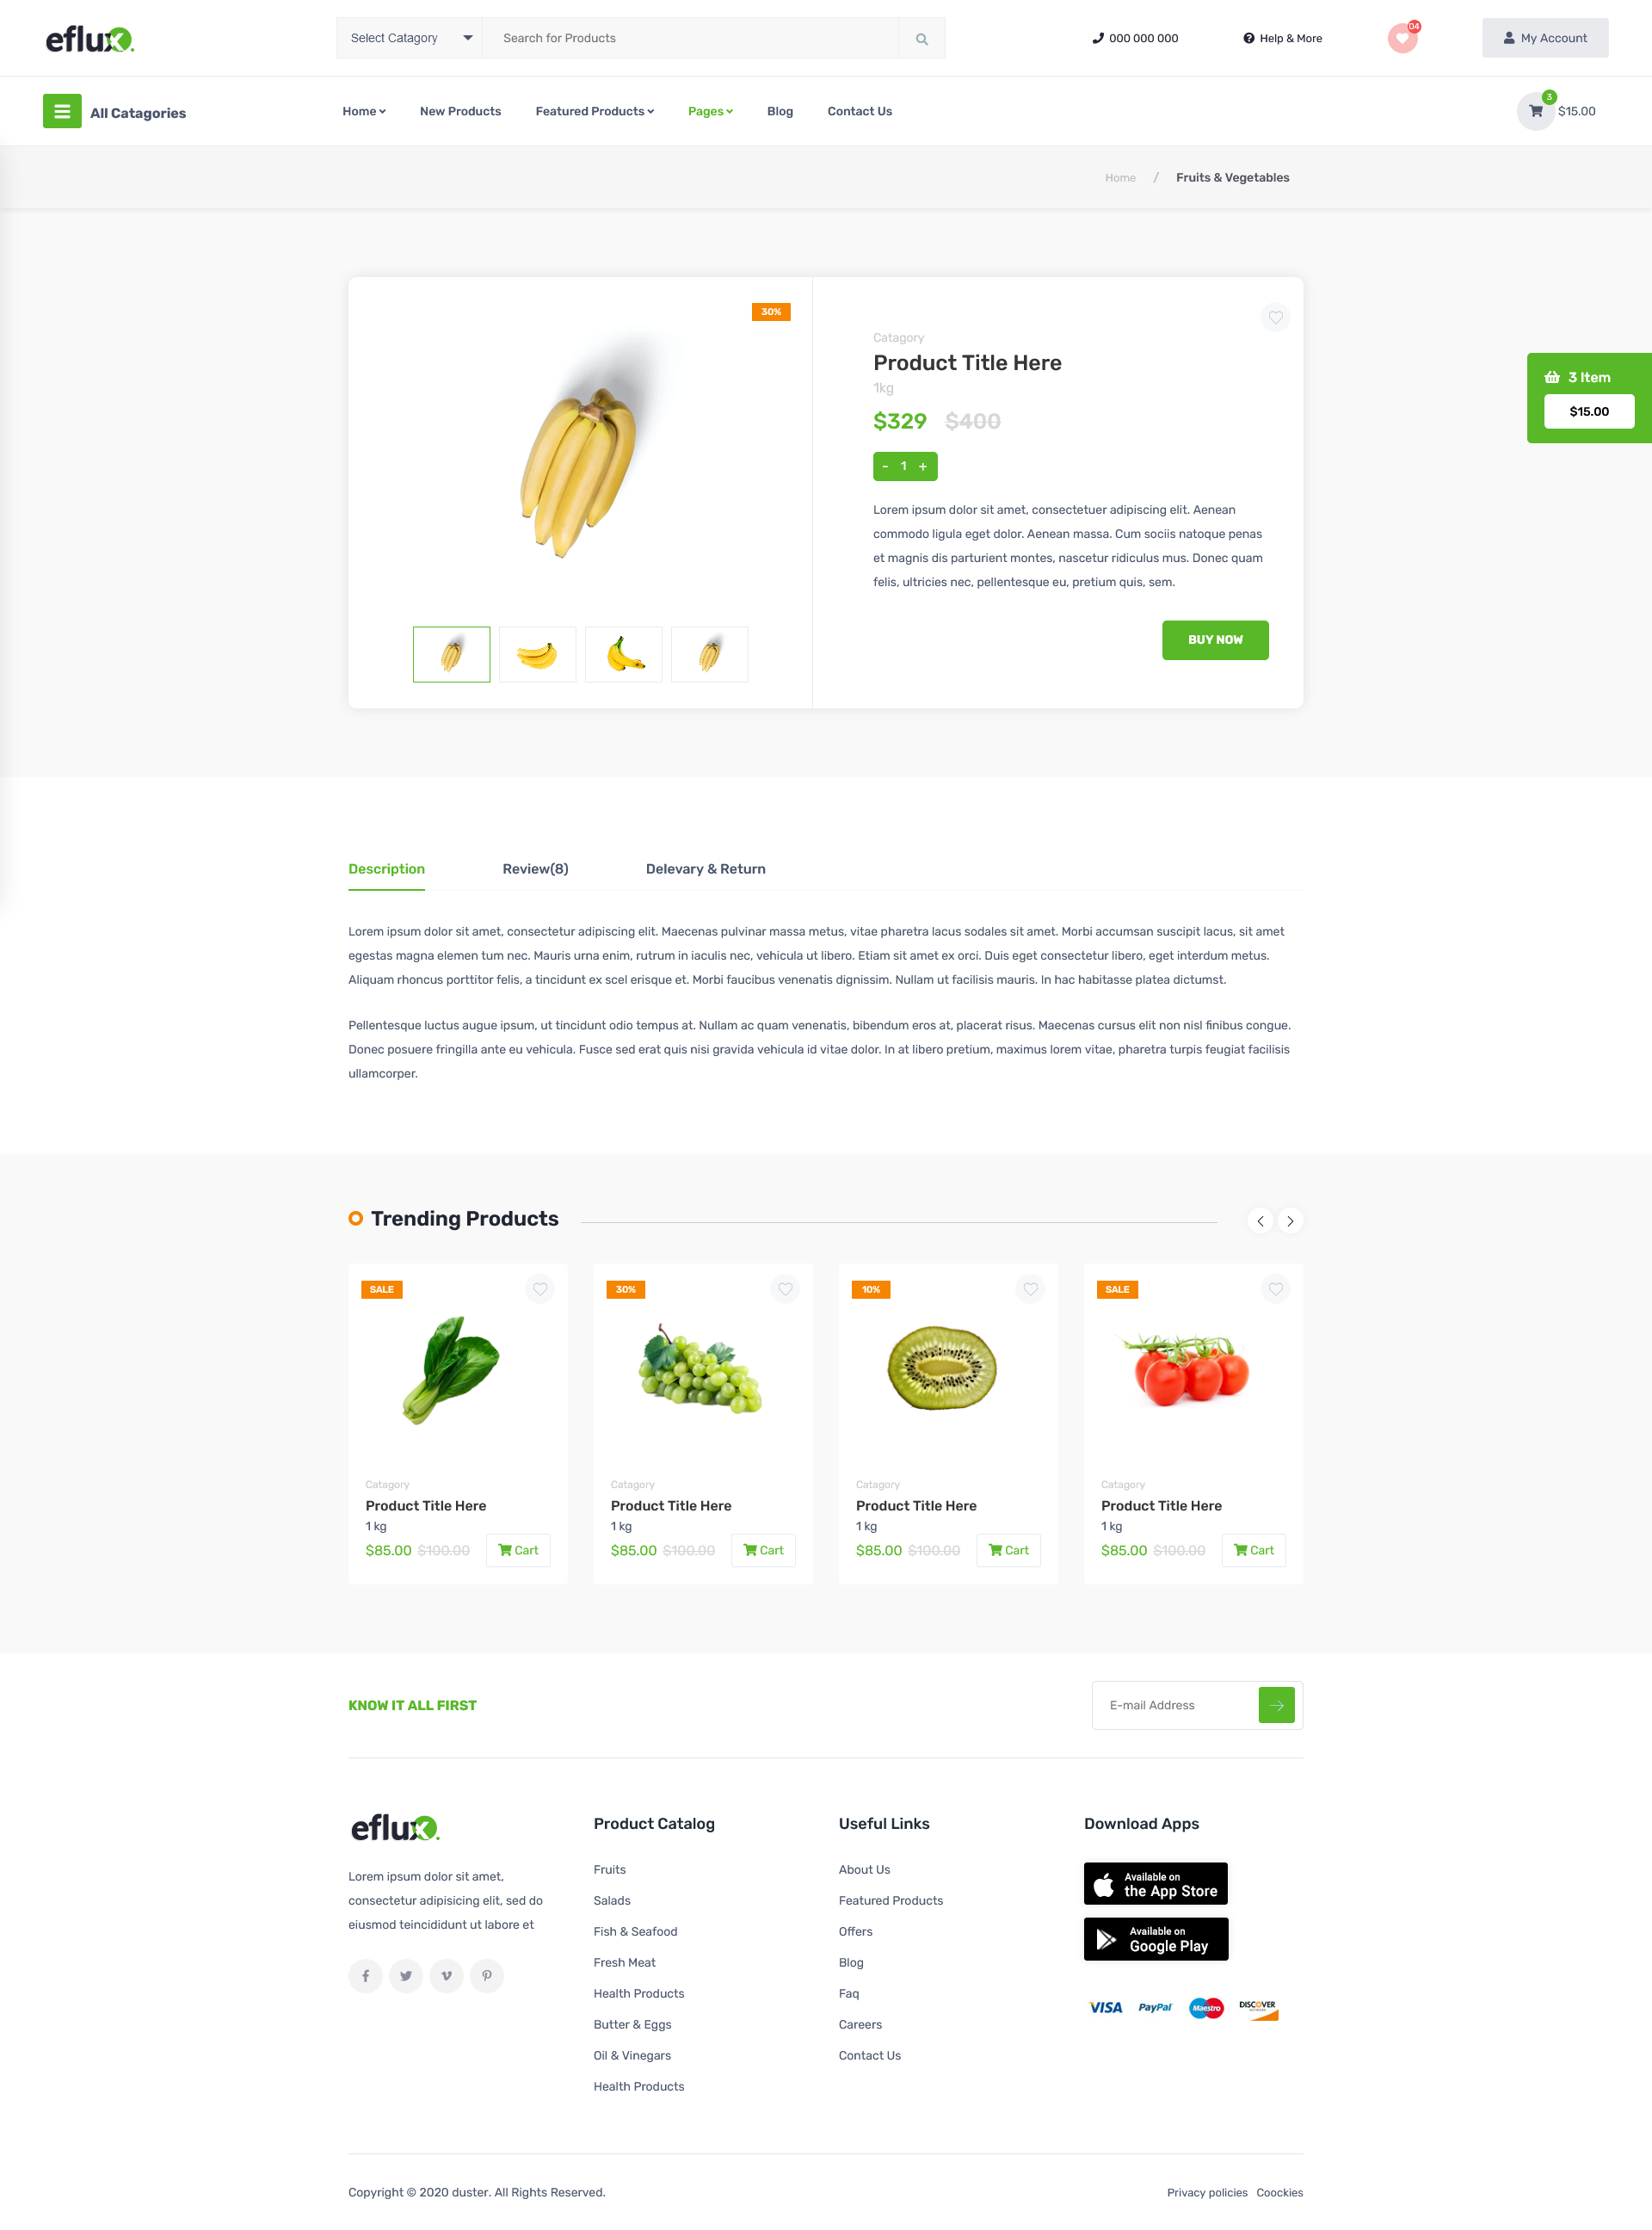 eflux.
Select Catagory
Search for Products
000 000 000
Help & More
04
My Account
All Catagories
Home
New Products
Featured Products
Pages
Blog
Contact Us
3
$15.00
Home / Fruits & Vegetables
30%
Catagory
Product Title Here
1kg
$329 $400
- 1 +
Lorem ipsum dolor sit amet, consectetuer adipiscing elit. Aenean
commodo ligula eget dolor. Aenean massa. Cum sociis natoque penas
et magnis dis parturient montes, nascetur ridiculus mus. Donec quam
felis, ultricies nec, pellentesque eu, pretium quis, sem.
BUY NOW
3 Item
$15.00
Description
Review(8)
Delevary & Return
Lorem ipsum dolor sit amet, consectetur adipiscing elit. Maecenas pulvinar massa metus, vitae pharetra lacus sodales sit amet. Morbi accumsan suscipit lacus, sit amet
egestas magna elemen tum nec. Mauris urna enim, rutrum in iaculis nec, vehicula ut libero. Etiam sit amet ex orci. Duis eget consectetur libero, eget interdum metus.
Aliquam rhoncus porttitor felis, a tincidunt ex scel erisque et. Morbi faucibus venenatis dignissim. Nullam ut facilisis mauris. In hac habitasse platea dictumst.
Pellentesque luctus augue ipsum, ut tincidunt odio tempus at. Nullam ac quam venenatis, bibendum eros at, placerat risus. Maecenas cursus elit non nisl finibus congue.
Donec posuere fringilla ante eu vehicula. Fusce sed erat quis nisi gravida vehicula id vitae dolor. In at libero pretium, maximus lorem vitae, pharetra turpis feugiat facilisis
ullamcorper.
Trending Products
SALE
Catagory
Product Title Here
1 kg
$85.00 $100.00
Cart
30%
Catagory
Product Title Here
1 kg
$85.00 $100.00
Cart
10%
Catagory
Product Title Here
1 kg
$85.00 $100.00
Cart
SALE
Catagory
Product Title Here
1 kg
$85.00 $100.00
Cart
KNOW IT ALL FIRST
E-mail Address
eflux.
Lorem ipsum dolor sit amet,
consectetur adipisicing elit, sed do
eiusmod teincididunt ut labore et
Product Catalog
Fruits
Salads
Fish & Seafood
Fresh Meat
Health Products
Butter & Eggs
Oil & Vinegars
Health Products
Useful Links
About Us
Featured Products
Offers
Blog
Faq
Careers
Contact Us
Download Apps
Available on
the App Store
Available on
Google Play
VISA
PayPal
Maestro
DISCOVER
NETWORK
Copyright © 2020 duster. All Rights Reserved.
Privacy policies
Coockies